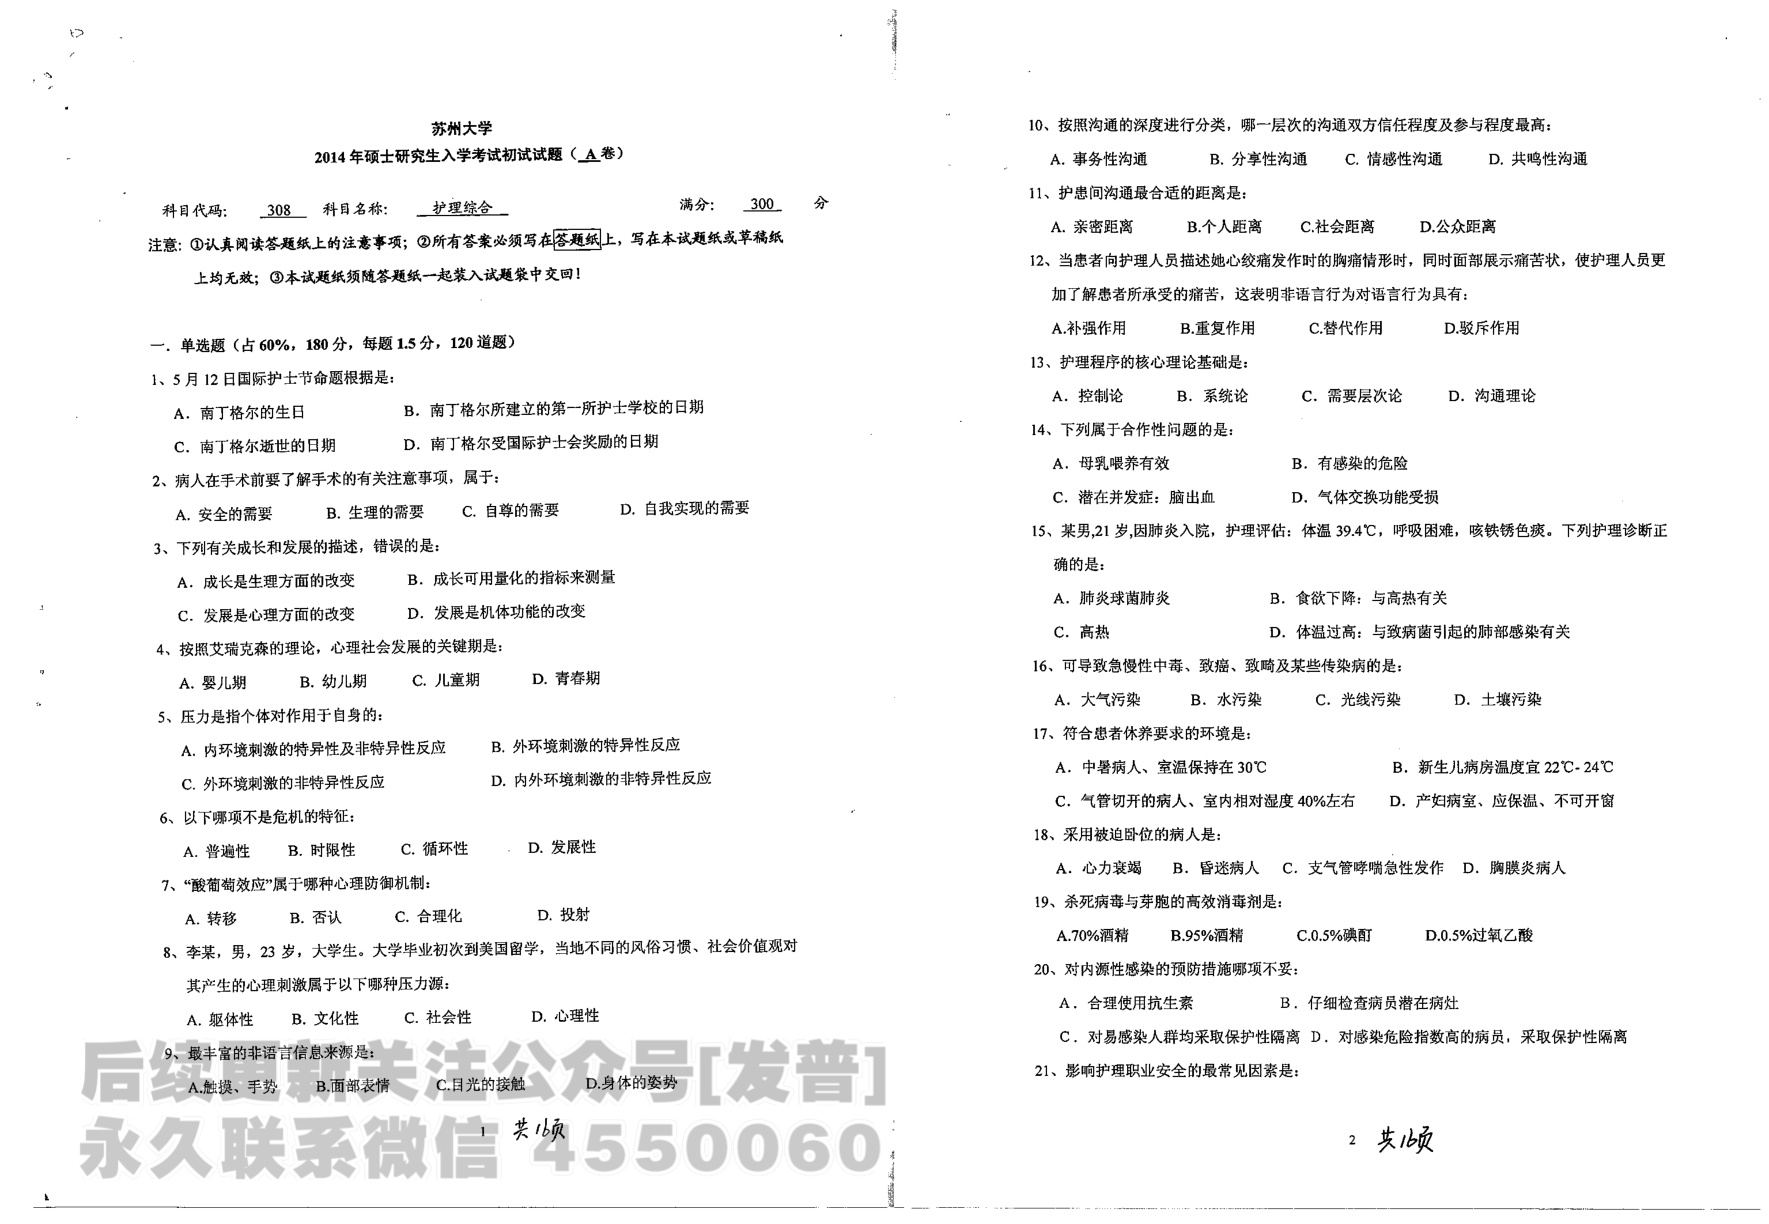 苏州大学
2014 年硕士研究生入学考试初试试题（ A 卷）
科目代码： 308 科目名称： 护理综合 满分： 300 分
注意：①认真阅读答题纸上的注意事项；②所有答案必须写在答题纸上，写在本试题纸或草稿纸
上均无效；③本试题纸须随答题纸一起装入试题袋中交回！
一．单选题（占 60%，180 分，每题 1.5 分，120 道题）
1、5 月 12 日国际护士节命题根据是：
A．南丁格尔的生日 B．南丁格尔所建立的第一所护士学校的日期
C．南丁格尔逝世的日期 D．南丁格尔受国际护士会奖励的日期
2、病人在手术前要了解手术的有关注意事项，属于：
A. 安全的需要 B. 生理的需要 C. 自尊的需要 D. 自我实现的需要
3、下列有关成长和发展的描述，错误的是：
A．成长是生理方面的改变 B．成长可用量化的指标来测量
C．发展是心理方面的改变 D．发展是机体功能的改变
4、按照艾瑞克森的理论，心理社会发展的关键期是：
A. 婴儿期 B. 幼儿期 C. 儿童期 D. 青春期
5、压力是指个体对作用于自身的：
A. 内环境刺激的特异性及非特异性反应 B. 外环境刺激的特异性反应
C. 外环境刺激的非特异性反应 D. 内外环境刺激的非特异性反应
6、以下哪项不是危机的特征：
A. 普遍性 B. 时限性 C. 循环性 D. 发展性
7、“酸葡萄效应”属于哪种心理防御机制：
A. 转移 B. 否认 C. 合理化 D. 投射
8、李某，男，23 岁，大学生。大学毕业初次到美国留学，当地不同的风俗习惯、社会价值观对
其产生的心理刺激属于以下哪种压力源：
A. 躯体性 B. 文化性 C. 社会性 D. 心理性
9、最丰富的非语言信息来源是：
A.触摸、手势 B.面部表情 C.目光的接触 D.身体的姿势
后续更新关注公众号[发普]
永久联系微信 4550060
1 共16页
10、按照沟通的深度进行分类，哪一层次的沟通双方信任程度及参与程度最高：
A. 事务性沟通 B. 分享性沟通 C. 情感性沟通 D. 共鸣性沟通
11、护患间沟通最合适的距离是：
A. 亲密距离 B.个人距离 C.社会距离 D.公众距离
12、当患者向护理人员描述她心绞痛发作时的胸痛情形时，同时面部展示痛苦状，使护理人员更
加了解患者所承受的痛苦，这表明非语言行为对语言行为具有：
A.补强作用 B.重复作用 C.替代作用 D.驳斥作用
13、护理程序的核心理论基础是：
A．控制论 B．系统论 C．需要层次论 D．沟通理论
14、下列属于合作性问题的是：
A．母乳喂养有效 B．有感染的危险
C．潜在并发症：脑出血 D．气体交换功能受损
15、某男,21 岁,因肺炎入院，护理评估：体温 39.4℃，呼吸困难，咳铁锈色痰。下列护理诊断正
确的是：
A．肺炎球菌肺炎 B．食欲下降：与高热有关
C．高热 D．体温过高：与致病菌引起的肺部感染有关
16、可导致急慢性中毒、致癌、致畸及某些传染病的是：
A．大气污染 B．水污染 C．光线污染 D．土壤污染
17、符合患者休养要求的环境是：
A．中暑病人、室温保持在 30℃ B．新生儿病房温度宜 22℃- 24℃
C．气管切开的病人、室内相对湿度 40%左右 D．产妇病室、应保温、不可开窗
18、采用被迫卧位的病人是：
A．心力衰竭 B．昏迷病人 C．支气管哮喘急性发作 D．胸膜炎病人
19、杀死病毒与芽胞的高效消毒剂是：
A.70%酒精 B.95%酒精 C.0.5%碘酊 D.0.5%过氧乙酸
20、对内源性感染的预防措施哪项不妥：
A．合理使用抗生素 B．仔细检查病员潜在病灶
C．对易感染人群均采取保护性隔离 D．对感染危险指数高的病员，采取保护性隔离
21、影响护理职业安全的最常见因素是：
2 共16页